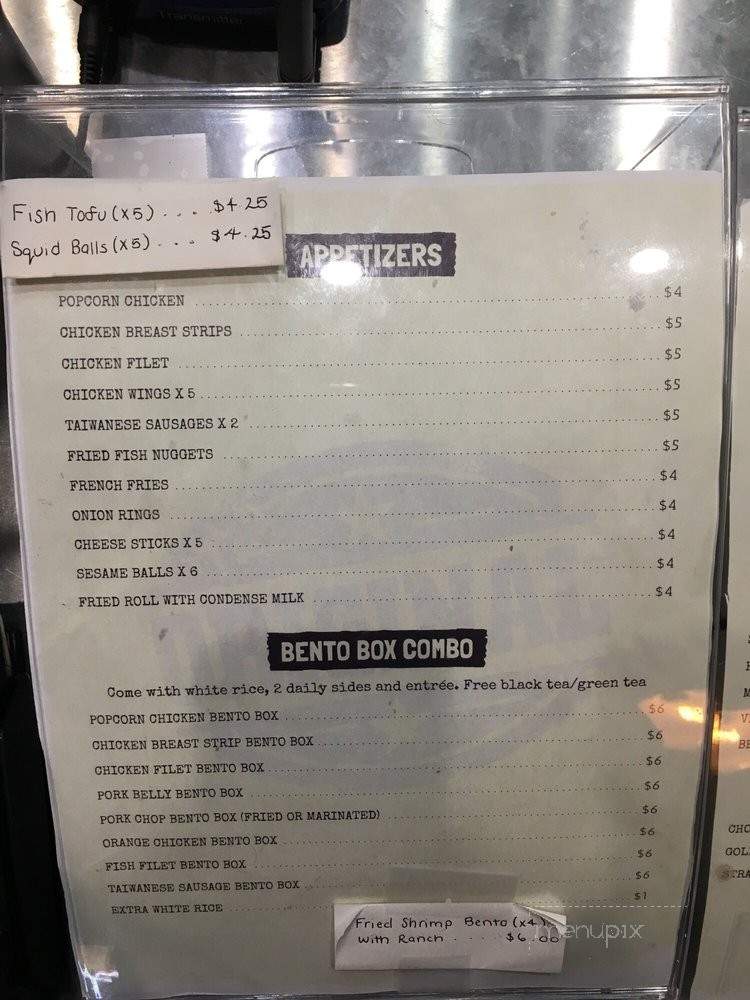 Transmitter
Fish Tofu (x5) . . . $4.25
Squid Balls (x5) . . . $4.25
APPETIZERS
POPCORN CHICKEN $4
CHICKEN BREAST STRIPS $5
CHICKEN FILET $5
CHICKEN WINGS X 5 $5
TAIWANESE SAUSAGES X 2 $5
FRIED FISH NUGGETS $5
FRENCH FRIES $4
ONION RINGS $4
CHEESE STICKS X 5 $4
SESAME BALLS X 6 $4
FRIED ROLL WITH CONDENSE MILK $4
BENTO BOX COMBO
Come with white rice, 2 daily sides and entrée. Free black tea/green tea
POPCORN CHICKEN BENTO BOX $6
CHICKEN BREAST STRIP BENTO BOX $6
CHICKEN FILET BENTO BOX $6
PORK BELLY BENTO BOX $6
PORK CHOP BENTO BOX (FRIED OR MARINATED) $6
ORANGE CHICKEN BENTO BOX $6
FISH FILET BENTO BOX $6
TAIWANESE SAUSAGE BENTO BOX $6
EXTRA WHITE RICE $1
Fried Shrimp Bento (x4)
With Ranch . . . . $6.00
menupix